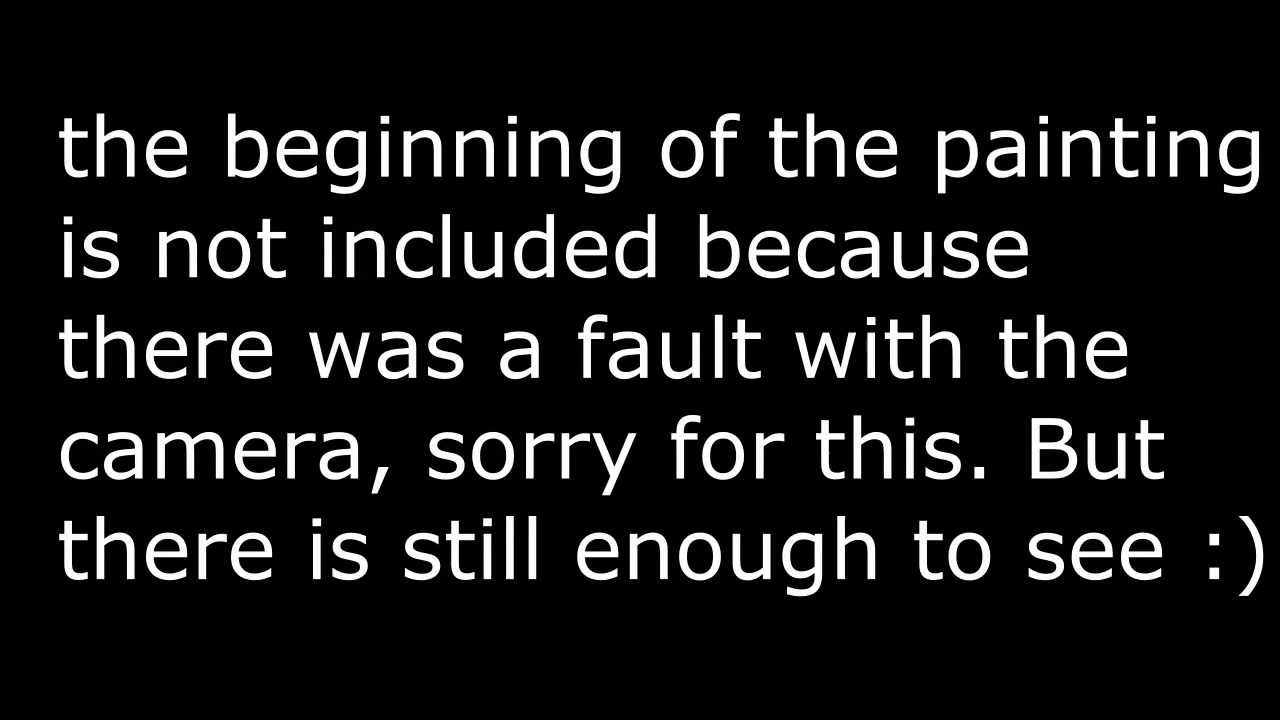 the beginning of the painting
is not included because
there was a fault with the
camera, sorry for this. But
there is still enough to see :)